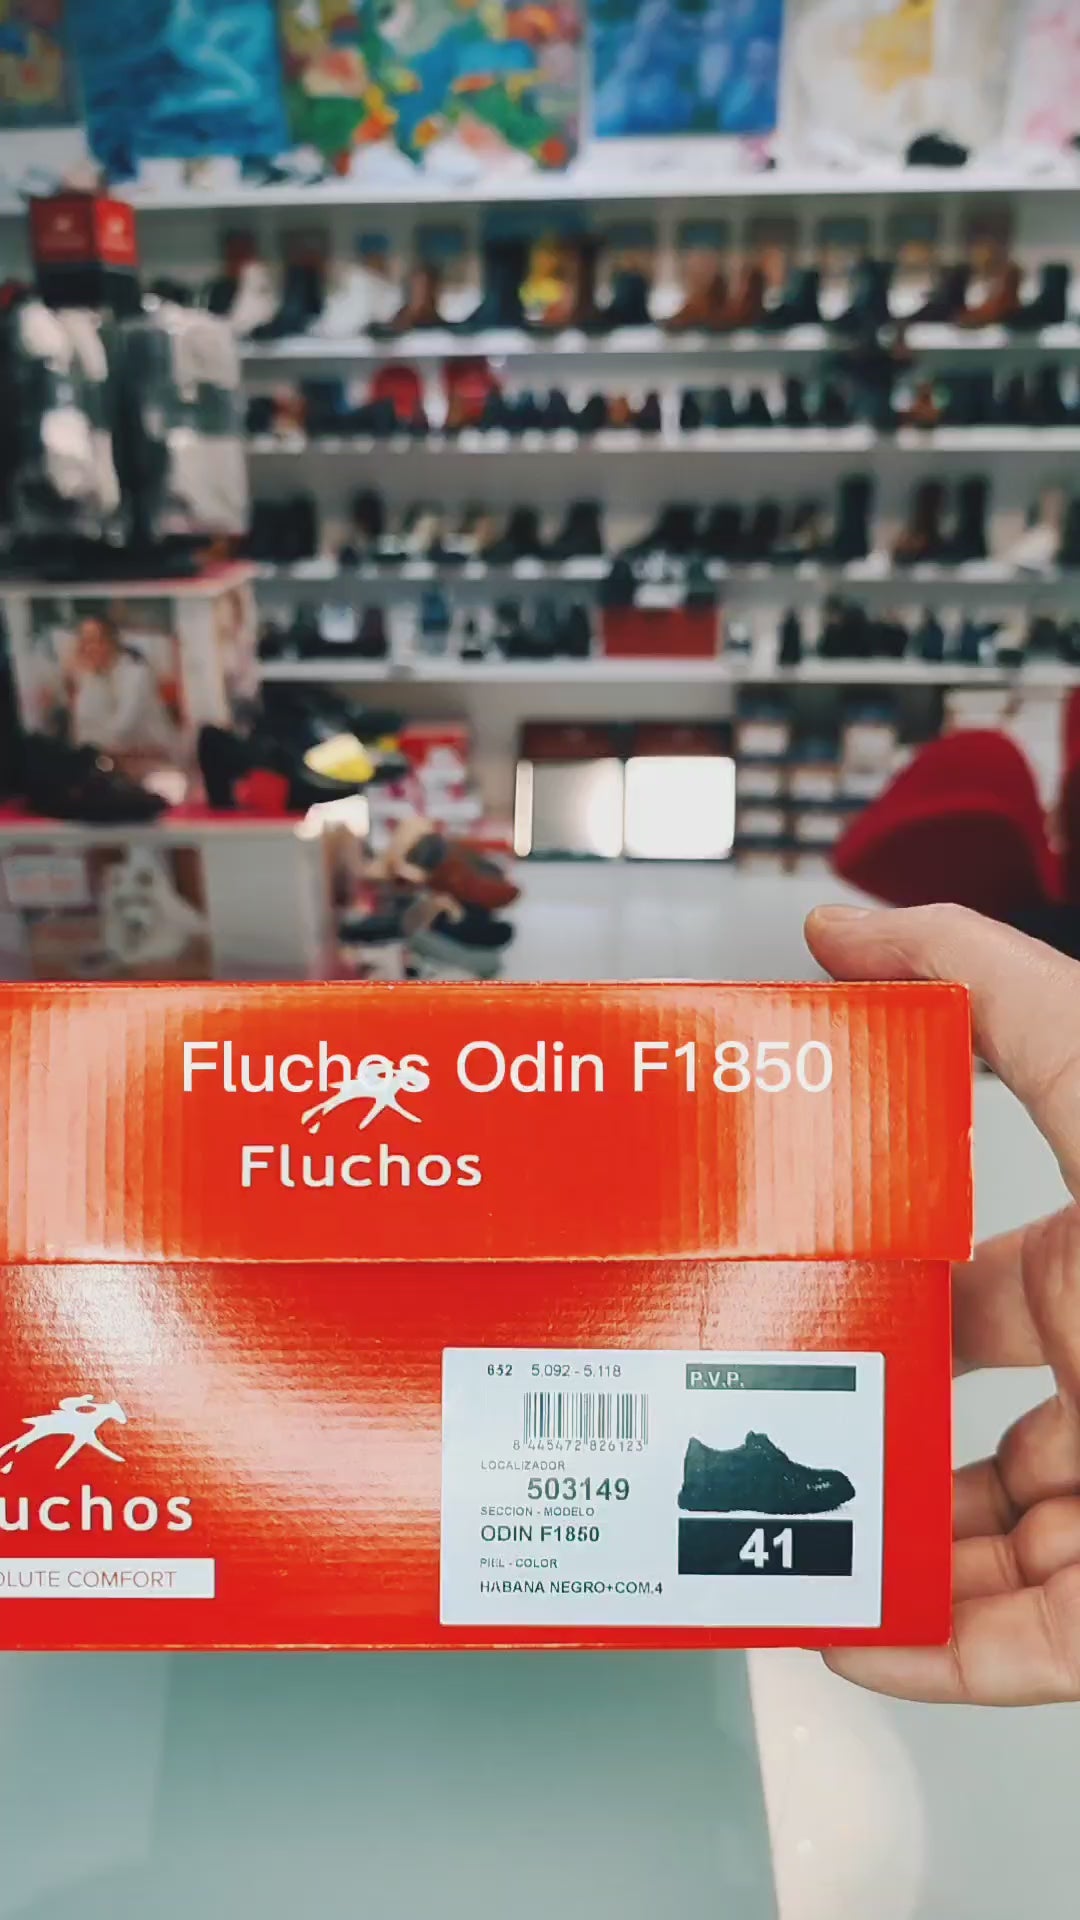 Fluchos Odin F1850
Fluchos
652 5,092 - 5,118
P.V.P.
8 445472 826123
LOCALIZADOR
503149
SECCION - MODELO
ODIN F1850
41
PIEL - COLOR
HABANA NEGRO+COM.4
uchos
OLUTE COMFORT